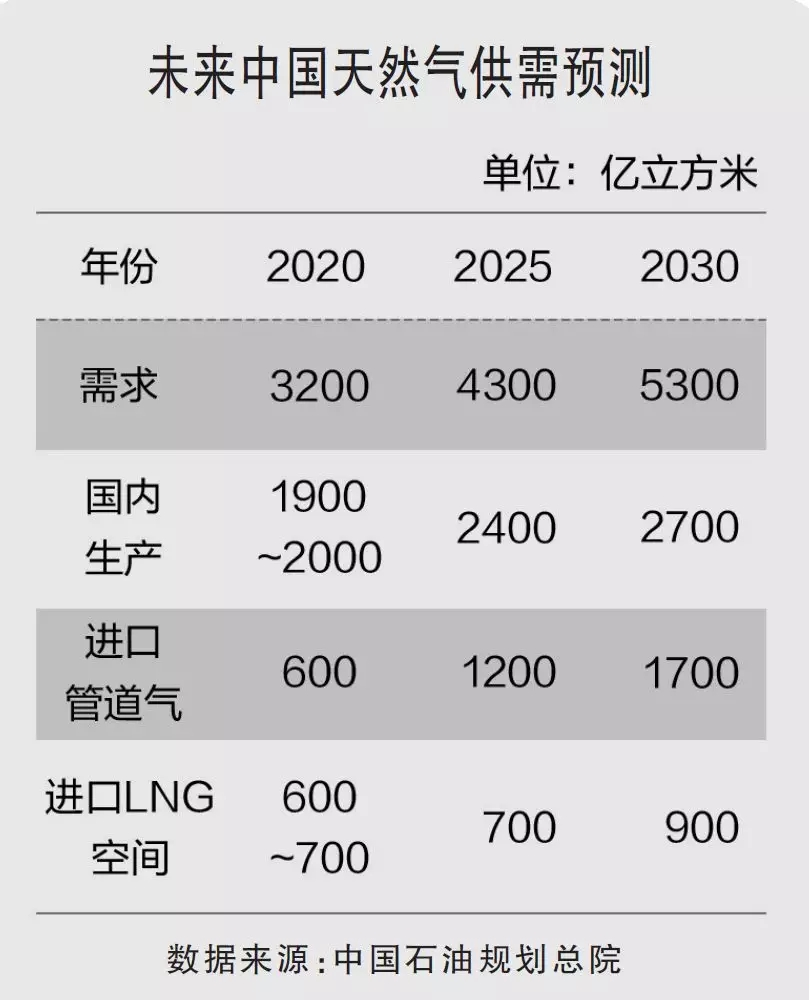 未来中国天然气供需预测
单位：亿立方米
年份 2020 2025 2030
需求 3200 4300 5300
国内生产 1900~2000 2400 2700
进口管道气 600 1200 1700
进口LNG空间 600~700 700 900
数据来源:中国石油规划总院